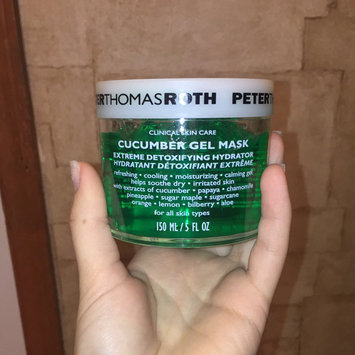 ERTHOMASROTH PETERT
CLINICAL SKIN CARE
CUCUMBER GEL MASK
EXTREME DETOXIFYING HYDRATOR
HYDRATANT DÉTOXIFIANT EXTRÊME
refreshing • cooling • moisturizing • calming gel
helps soothe dry • irritated skin
with extracts of cucumber • papaya • chamomile
pineapple • sugar maple • sugarcane
orange • lemon • bilberry • aloe
for all skin types
150 ML / 5 FL OZ